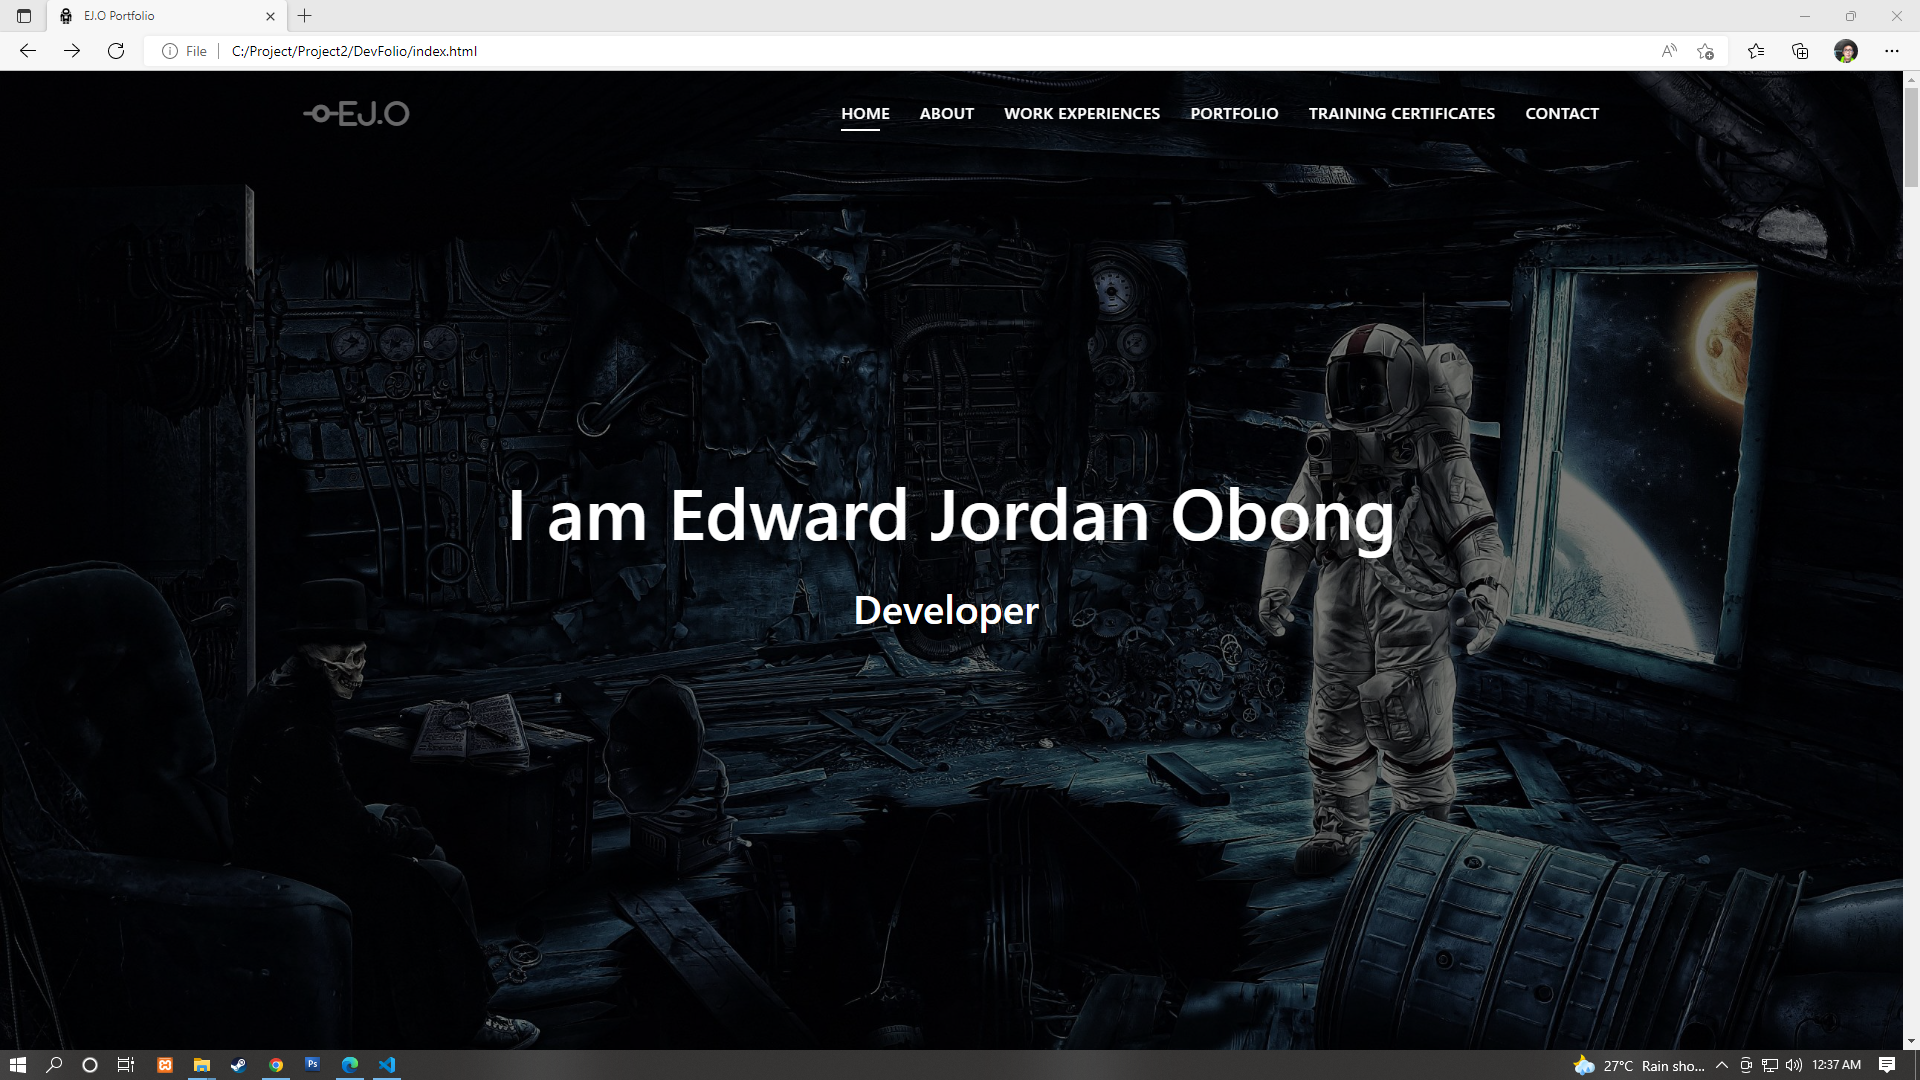 EJ.O Portfolio
File
C:/Project/Project2/DevFolio/index.html
EJ.O
HOME ABOUT WORK EXPERIENCES PORTFOLIO TRAINING CERTIFICATES CONTACT
I am Edward Jordan Obong
Developer
Ps
27°C Rain sho...
12:37 AM